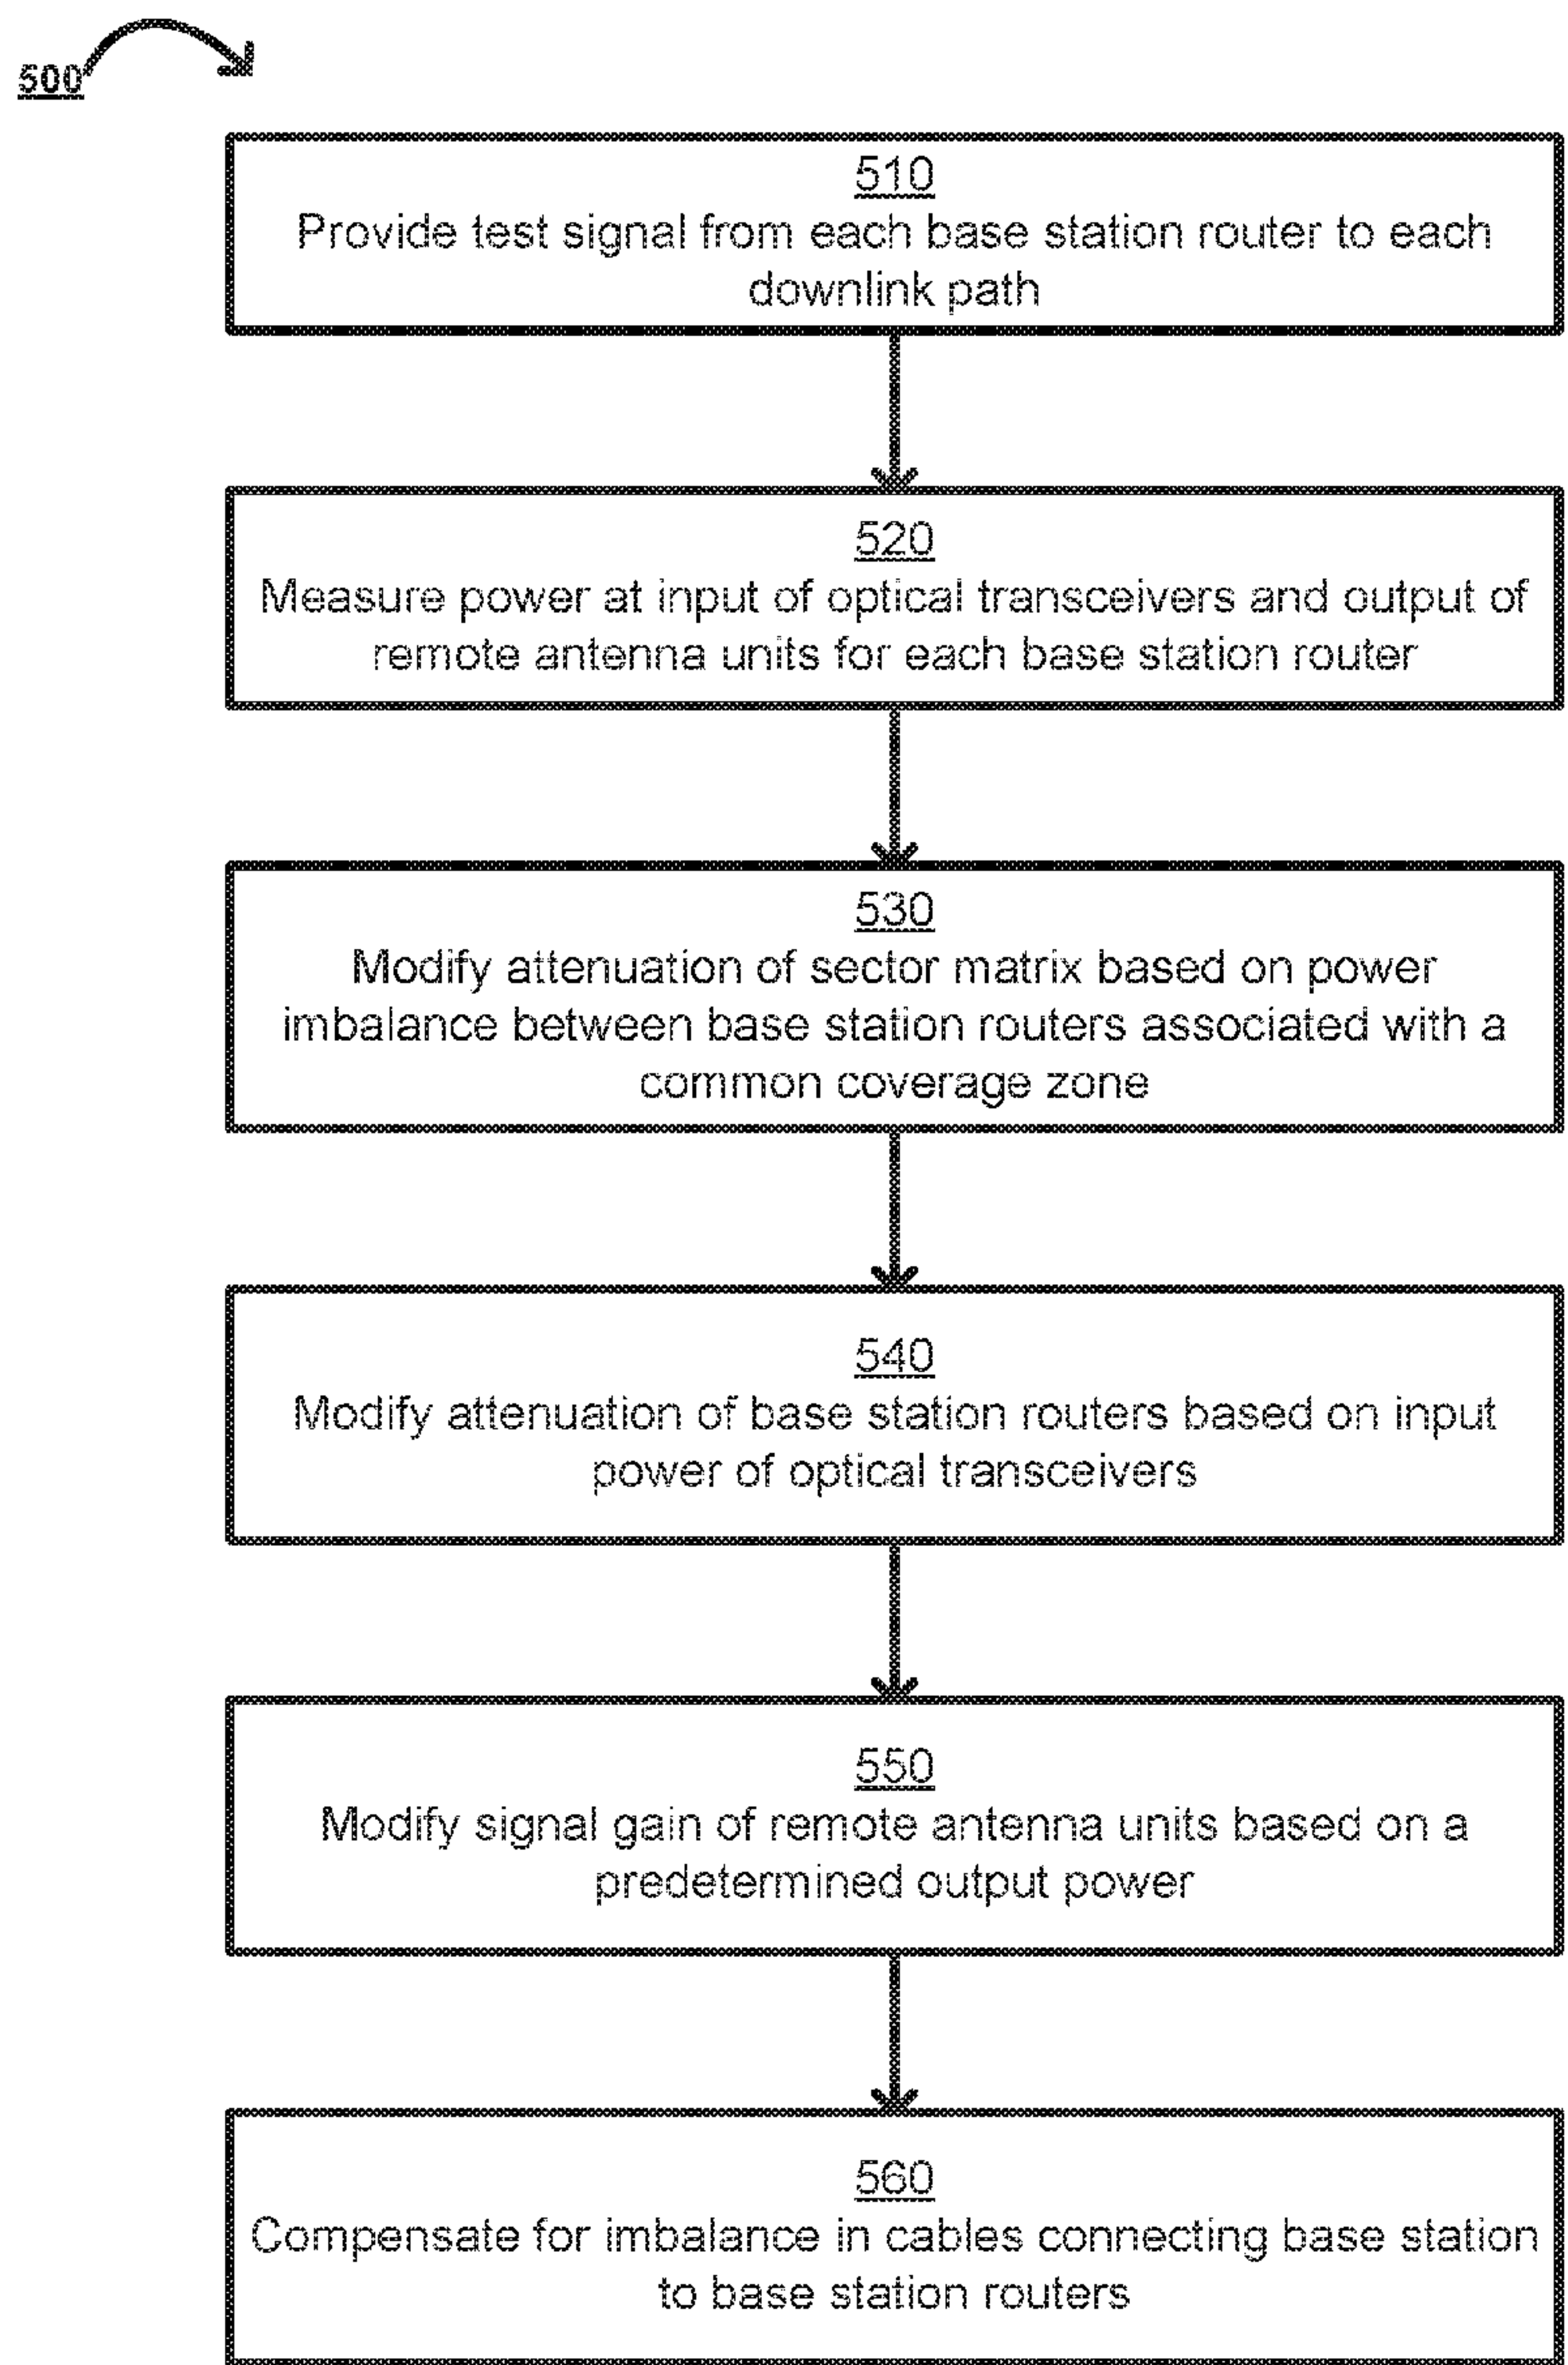 500
510
Provide test signal from each base station router to each
downlink path
520
Measure power at input of optical transceivers and output of
remote antenna units for each base station router
530
Modify attenuation of sector matrix based on power
imbalance between base station routers associated with a
common coverage zone
540
Modify attenuation of base station routers based on input
power of optical transceivers
550
Modify signal gain of remote antenna units based on a
predetermined output power
560
Compensate for imbalance in cables connecting base station
to base station routers